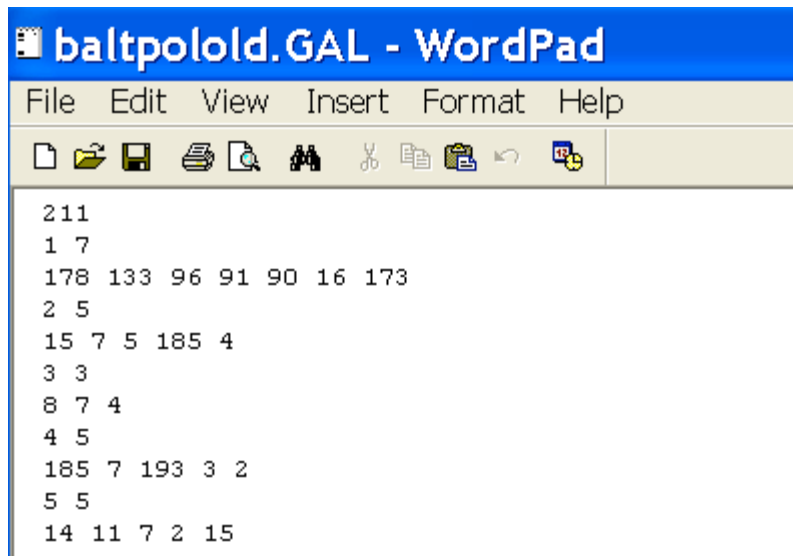 baltpolold.GAL - WordPad
File Edit View Insert Format Help
211
1 7
178 133 96 91 90 16 173
2 5
15 7 5 185 4
3 3
8 7 4
4 5
185 7 193 3 2
5 5
14 11 7 2 15